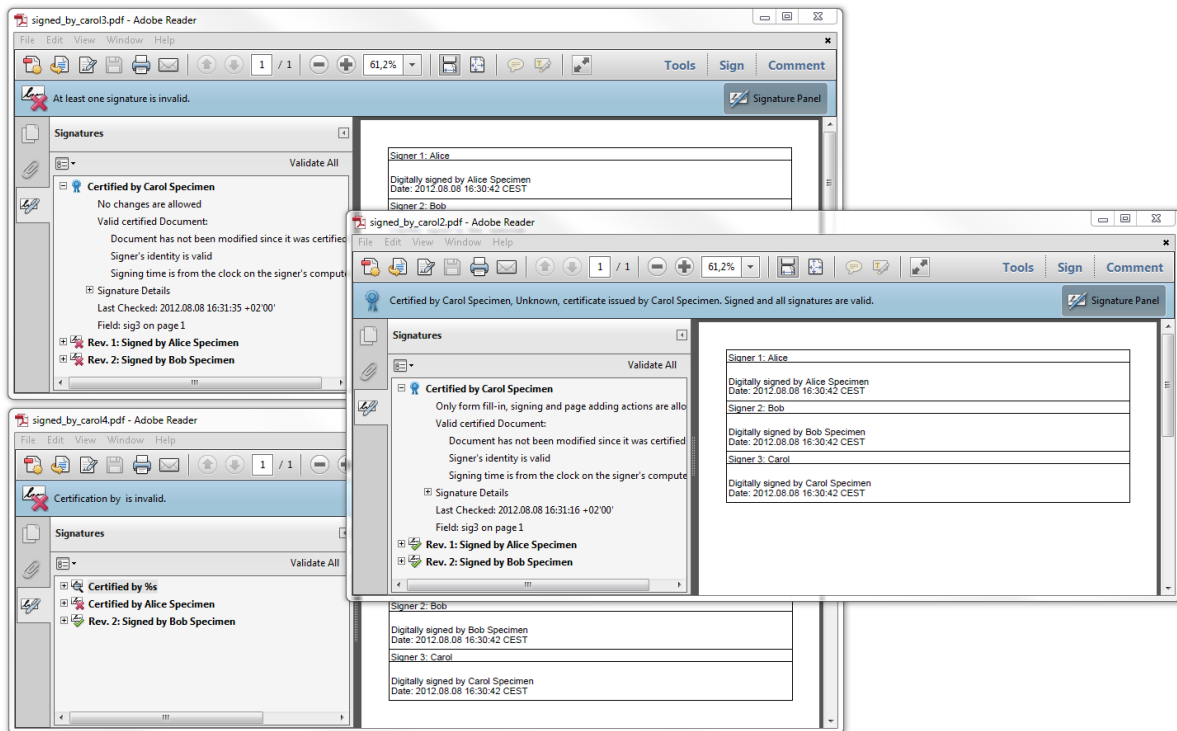 signed_by_carol3.pdf - Adobe Reader
File Edit View Window Help
1 / 1 61,2% Tools Sign Comment
At least one signature is invalid. Signature Panel
Signatures
Validate All
Certified by Carol Specimen
No changes are allowed
Valid certified Document:
Document has not been modified since it was certified
Signer's identity is valid
Signing time is from the clock on the signer's compute
Signature Details
Last Checked: 2012.08.08 16:31:35 +02'00'
Field: sig3 on page 1
Rev. 1: Signed by Alice Specimen
Rev. 2: Signed by Bob Specimen
Signer 1: Alice
Digitally signed by Alice Specimen
Date: 2012.08.08 16:30:42 CEST
Signer 2: Bob
signed_by_carol2.pdf - Adobe Reader
File Edit View Window Help
1 / 1 61,2% Tools Sign Comment
Certified by Carol Specimen, Unknown, certificate issued by Carol Specimen. Signed and all signatures are valid. Signature Panel
Signatures
Validate All
Certified by Carol Specimen
Only form fill-in, signing and page adding actions are allo
Valid certified Document:
Document has not been modified since it was certified
Signer's identity is valid
Signing time is from the clock on the signer's compute
Signature Details
Last Checked: 2012.08.08 16:31:16 +02'00'
Field: sig3 on page 1
Rev. 1: Signed by Alice Specimen
Rev. 2: Signed by Bob Specimen
Signer 1: Alice
Digitally signed by Alice Specimen
Date: 2012.08.08 16:30:42 CEST
Signer 2: Bob
Digitally signed by Bob Specimen
Date: 2012.08.08 16:30:42 CEST
Signer 3: Carol
Digitally signed by Carol Specimen
Date: 2012.08.08 16:30:42 CEST
signed_by_carol4.pdf - Adobe Reader
File Edit View Window Help
1 / 1
Certification by is invalid.
Signatures
Validate All
Certified by %s
Certified by Alice Specimen
Rev. 2: Signed by Bob Specimen
Signer 2: Bob
Digitally signed by Bob Specimen
Date: 2012.08.08 16:30:42 CEST
Signer 3: Carol
Digitally signed by Carol Specimen
Date: 2012.08.08 16:30:42 CEST